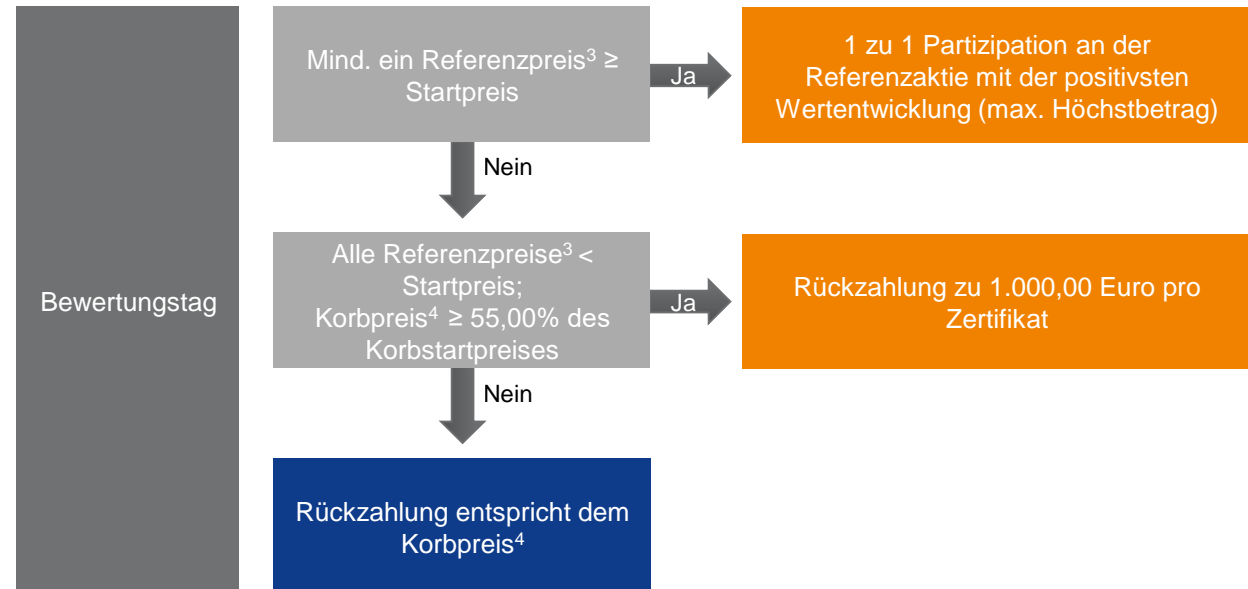 Mind. ein Referenzpreis³ ≥
Startpreis
Ja
1 zu 1 Partizipation an der
Referenzaktie mit der positivsten
Wertentwicklung (max. Höchstbetrag)
Nein
Bewertungstag
Alle Referenzpreise³ <
Startpreis;
Korbpreis⁴ ≥ 55,00% des
Korbstartpreises
Ja
Rückzahlung zu 1.000,00 Euro pro
Zertifikat
Nein
Rückzahlung entspricht dem
Korbpreis⁴